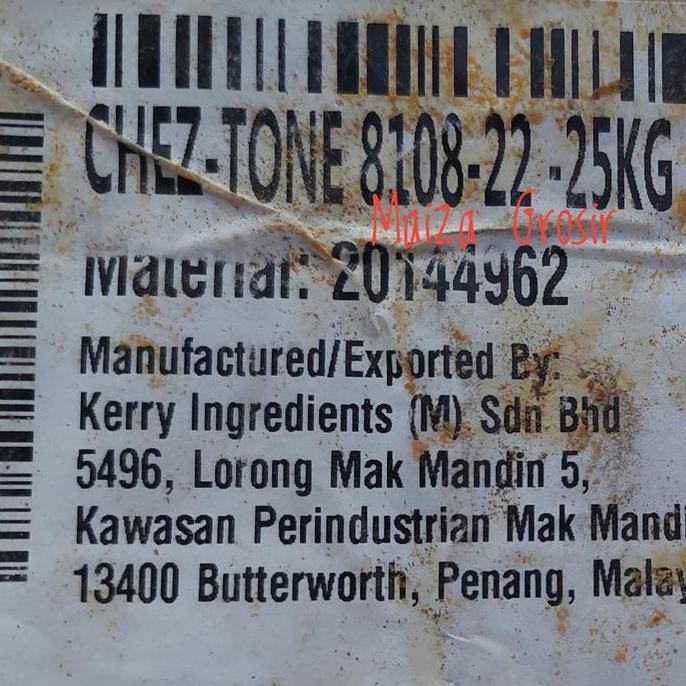 CHEZ-TONE 8108-22 -25KG
Maiza Grosir
Material: 20144962
Manufactured/Exported By:
Kerry Ingredients (M) Sdn Bhd
5496, Lorong Mak Mandin 5,
Kawasan Perindustrian Mak Mandi
13400 Butterworth, Penang, Malay